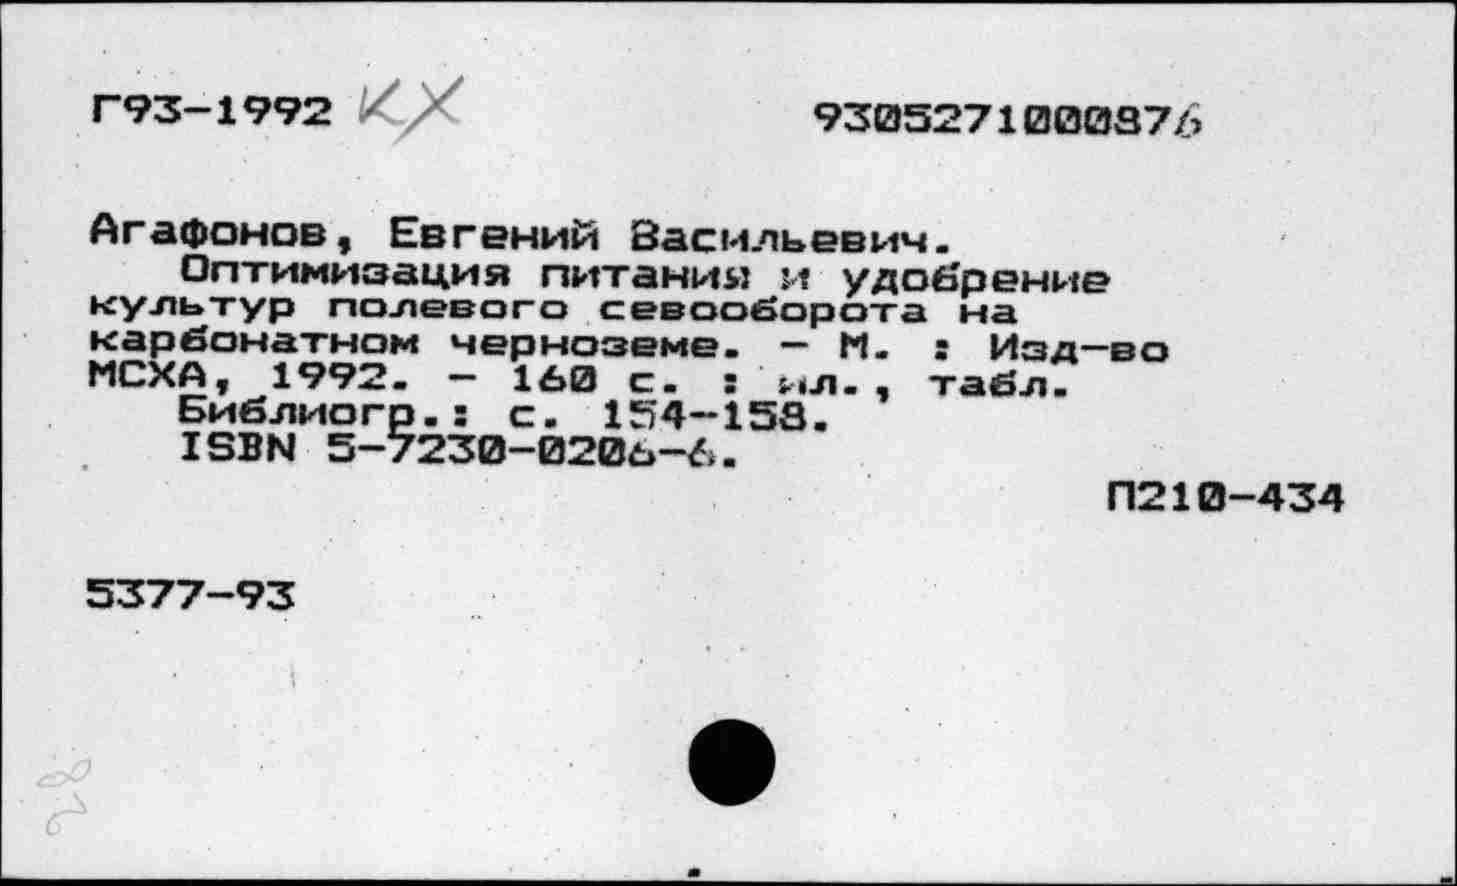 Г93-1992 КХ
9305271000876
Агафонов, Евгений Васильевич.
Оптимизация питания и удобрение
культур полевого севооборота на
карбонатном черноземе. - М. : Изд-во
МСХА, 1992. - 160 с. : ил., табл.
Библиогр.: с. 154-158.
ISBN 5-7230-0206-6.
П210-434
5377-93